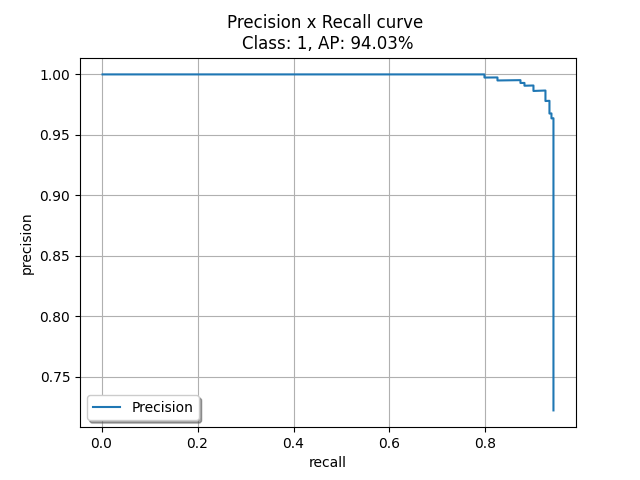 Precision x Recall curve
Class: 1, AP: 94.03%
1.00
0.95
0.90
0.85
0.80
0.75
precision
Precision
0.0 0.2 0.4 0.6 0.8
recall